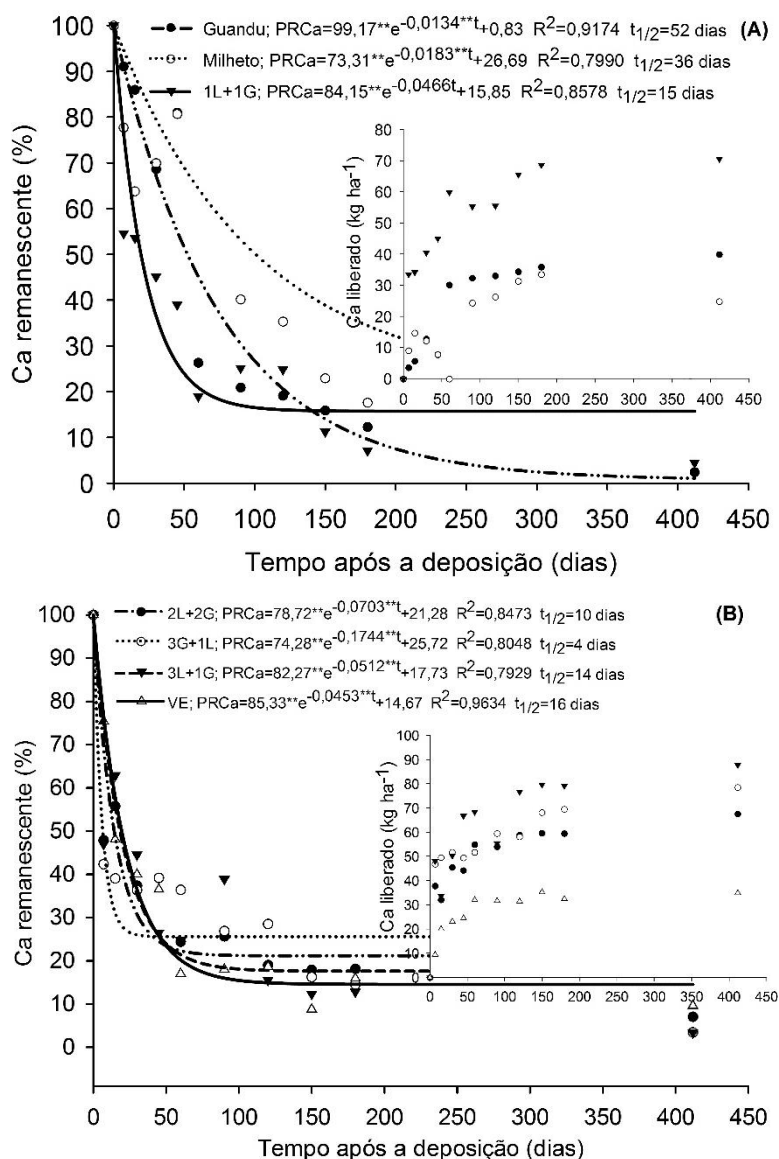 Guandu; PRCa=99,17**e-0,0134**t+0,83 R2=0,9174 t1/2=52 dias (A)
Milheto; PRCa=73,31**e-0,0183**t+26,69 R2=0,7990 t1/2=36 dias
1L+1G; PRCa=84,15**e-0,0466t+15,85 R2=0,8578 t1/2=15 dias
Ca remanescente (%)
100
90
80
70
60
50
40
30
20
10
0
0 50 100 150 200 250 300 350 400 450
Tempo após a deposição (dias)
Ca liberado (kg ha-1)
80
70
60
50
40
30
20
10
0
0 50 100 150 200 250 300 350 400 450
2L+2G; PRCa=78,72**e-0,0703**t+21,28 R2=0,8473 t1/2=10 dias (B)
3G+1L; PRCa=74,28**e-0,1744**t+25,72 R2=0,8048 t1/2=4 dias
3L+1G; PRCa=82,27**e-0,0512**t+17,73 R2=0,7929 t1/2=14 dias
VE; PRCa=85,33**e-0,0453**t+14,67 R2=0,9634 t1/2=16 dias
Ca remanescente (%)
100
90
80
70
60
50
40
30
20
10
0
0 50 100 150 200 250 300 350 400 450
Tempo após a deposição (dias)
Ca liberado (kg ha-1)
100
90
80
70
60
50
40
30
20
10
0
0 50 100 150 200 250 300 350 400 450